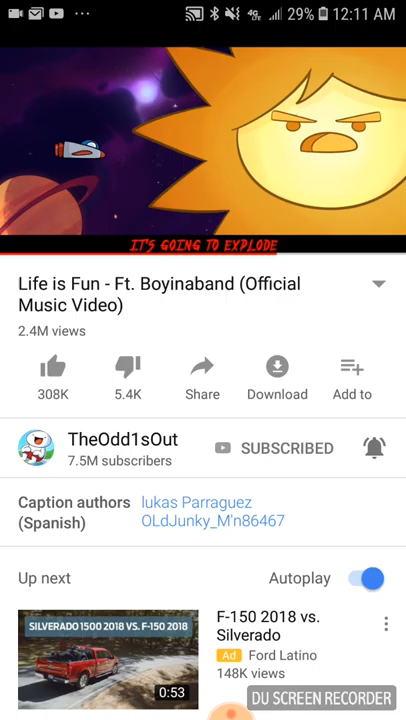 29% 12:11 AM
IT'S GOING TO EXPLODE
Life is Fun - Ft. Boyinaband (Official
Music Video)
2.4M views
308K 5.4K Share Download Add to
TheOdd1sOut
SUBSCRIBED
7.5M subscribers
Caption authors lukas Parraguez
(Spanish) OLdJunky_M'n86467
Up next Autoplay
SILVERADO 1500 2018 VS. F-150 2018
0:53
F-150 2018 vs.
Silverado
Ad Ford Latino
148K views
DU SCREEN RECORDER